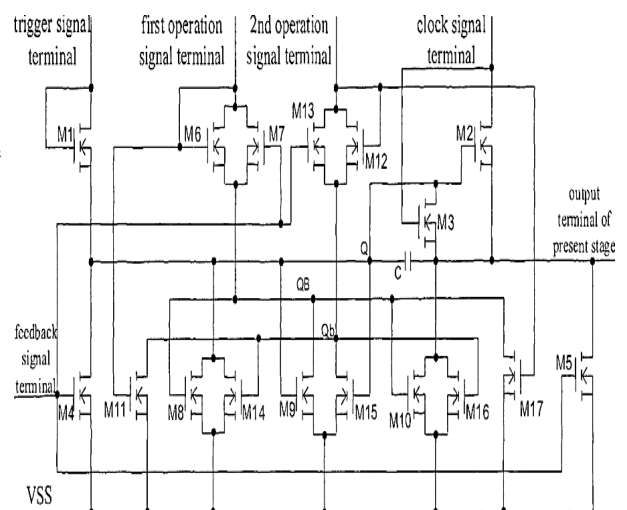 trigger signal
terminal
first operation
signal terminal
2nd operation
signal terminal
clock signal
terminal
M1
M6
M7
M13
M12
M2
M3
output
terminal of
present stage
Q
C
QB
Qb
feedback
signal
terminal
M4
M11
M8
M14
M9
M15
M10
M16
M17
M5
VSS